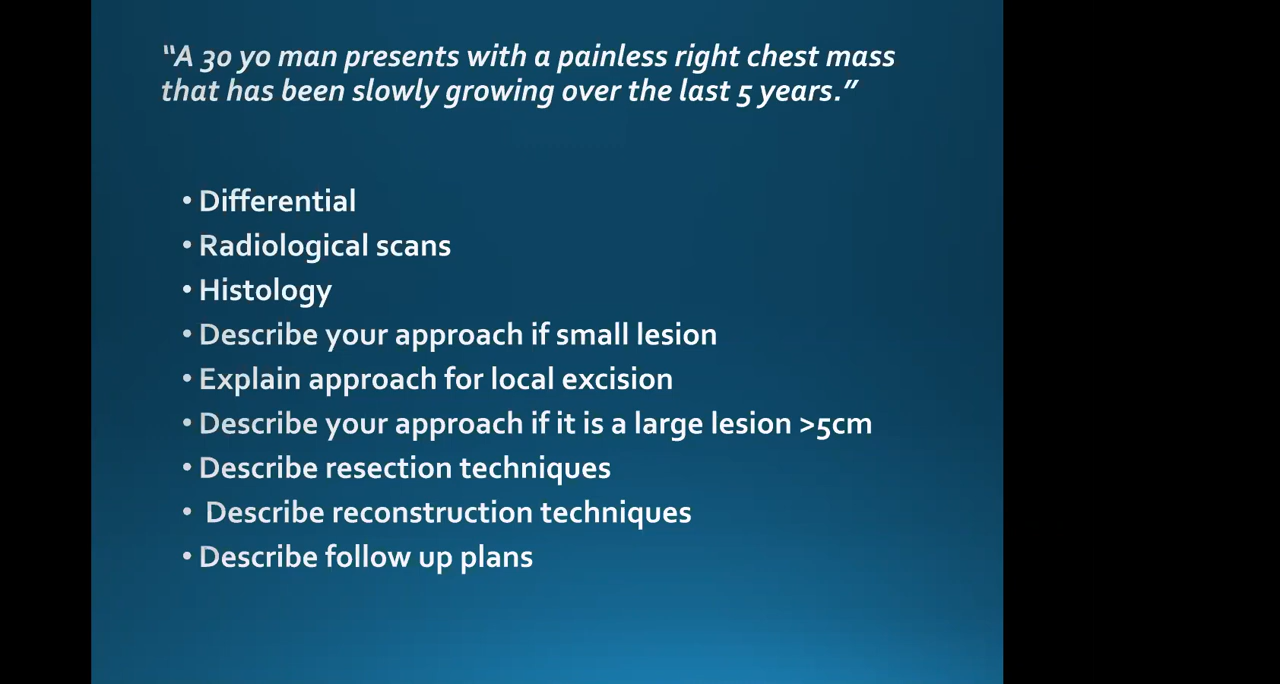 “A 30 yo man presents with a painless right chest mass
that has been slowly growing over the last 5 years.”
• Differential
• Radiological scans
• Histology
• Describe your approach if small lesion
• Explain approach for local excision
• Describe your approach if it is a large lesion >5cm
• Describe resection techniques
• Describe reconstruction techniques
• Describe follow up plans